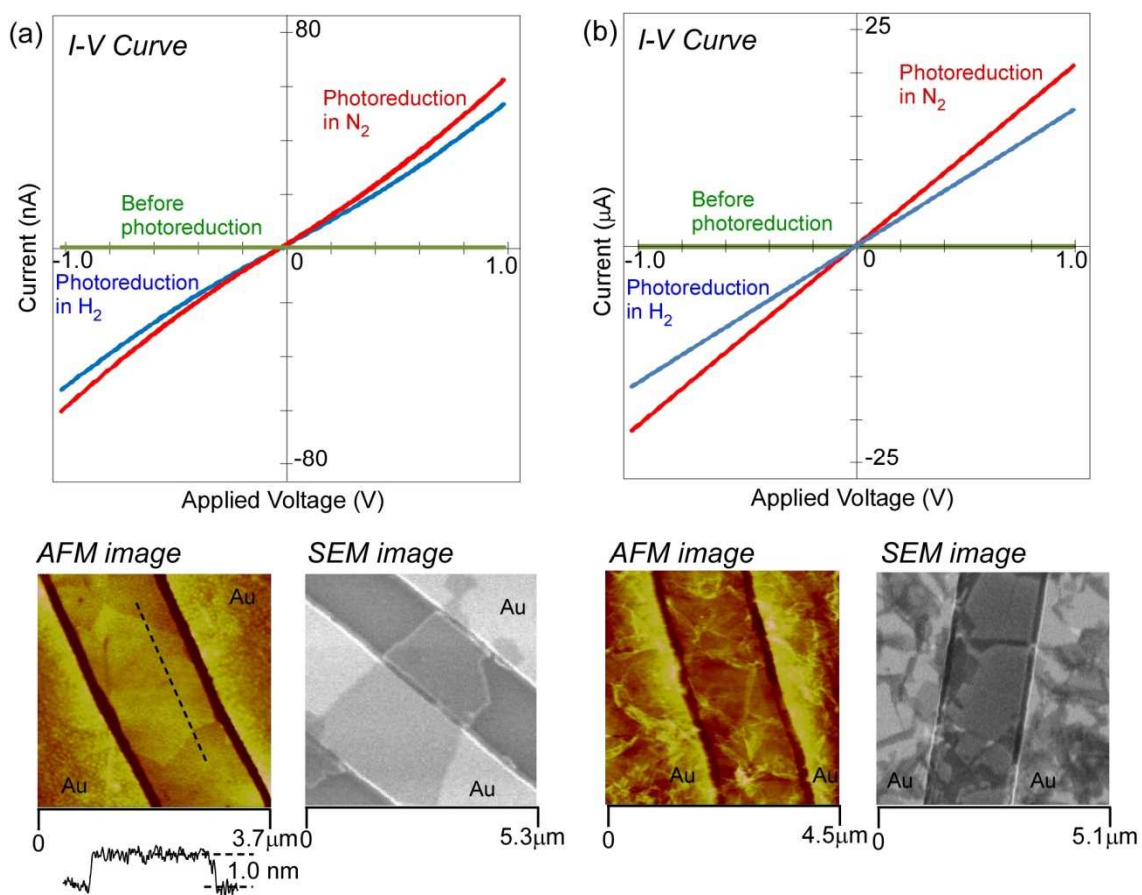 (a)
I-V Curve
80
Photoreduction
in N2
Before
photoreduction
Current (nA)
-1.0
0
1.0
Photoreduction
in H2
-80
Applied Voltage (V)
(b)
I-V Curve
25
Photoreduction
in N2
Before
photoreduction
Current (μA)
-1.0
0
1.0
Photoreduction
in H2
-25
Applied Voltage (V)
AFM image
Au
Au
0
3.7μm
1.0 nm
SEM image
Au
Au
0
5.3μm
AFM image
Au
Au
0
4.5μm
SEM image
Au
Au
0
5.1μm